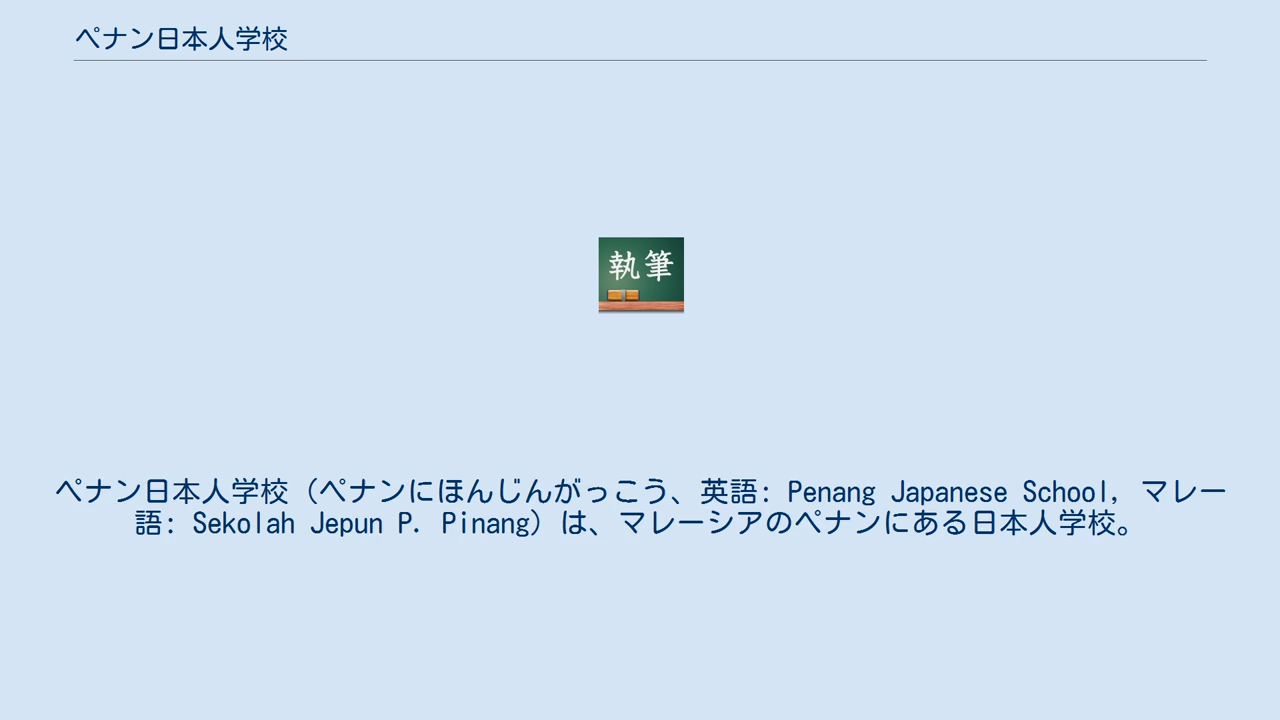 ペナン日本人学校
執筆
ペナン日本人学校（ペナンにほんじんがっこう、英語: Penang Japanese School, マレー
語: Sekolah Jepun P. Pinang）は、マレーシアのペナンにある日本人学校。